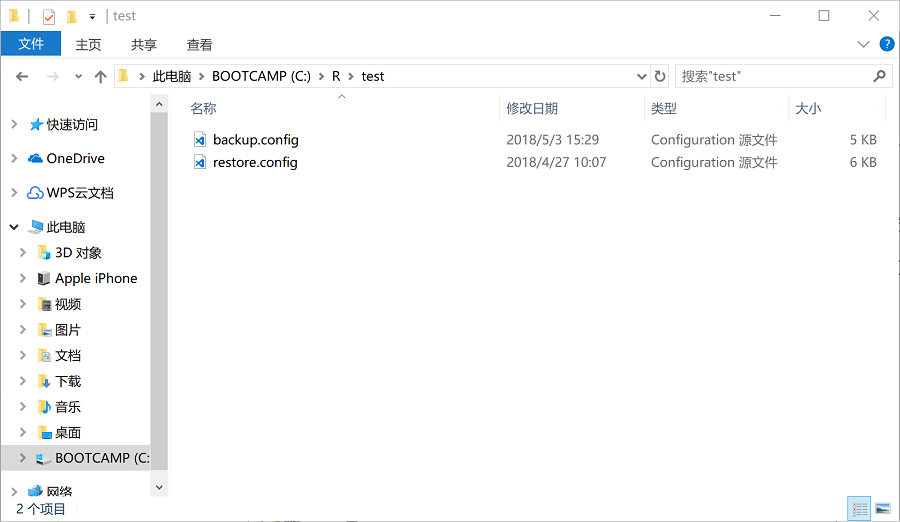 test
文件 主页 共享 查看
此电脑 BOOTCAMP (C:) R test 搜索"test"
名称 修改日期 类型 大小
backup.config 2018/5/3 15:29 Configuration 源文件 5 KB
restore.config 2018/4/27 10:07 Configuration 源文件 6 KB
快速访问
OneDrive
WPS云文档
此电脑
3D 对象
Apple iPhone
视频
图片
文档
下载
音乐
桌面
BOOTCAMP (C:
网络
2 个项目